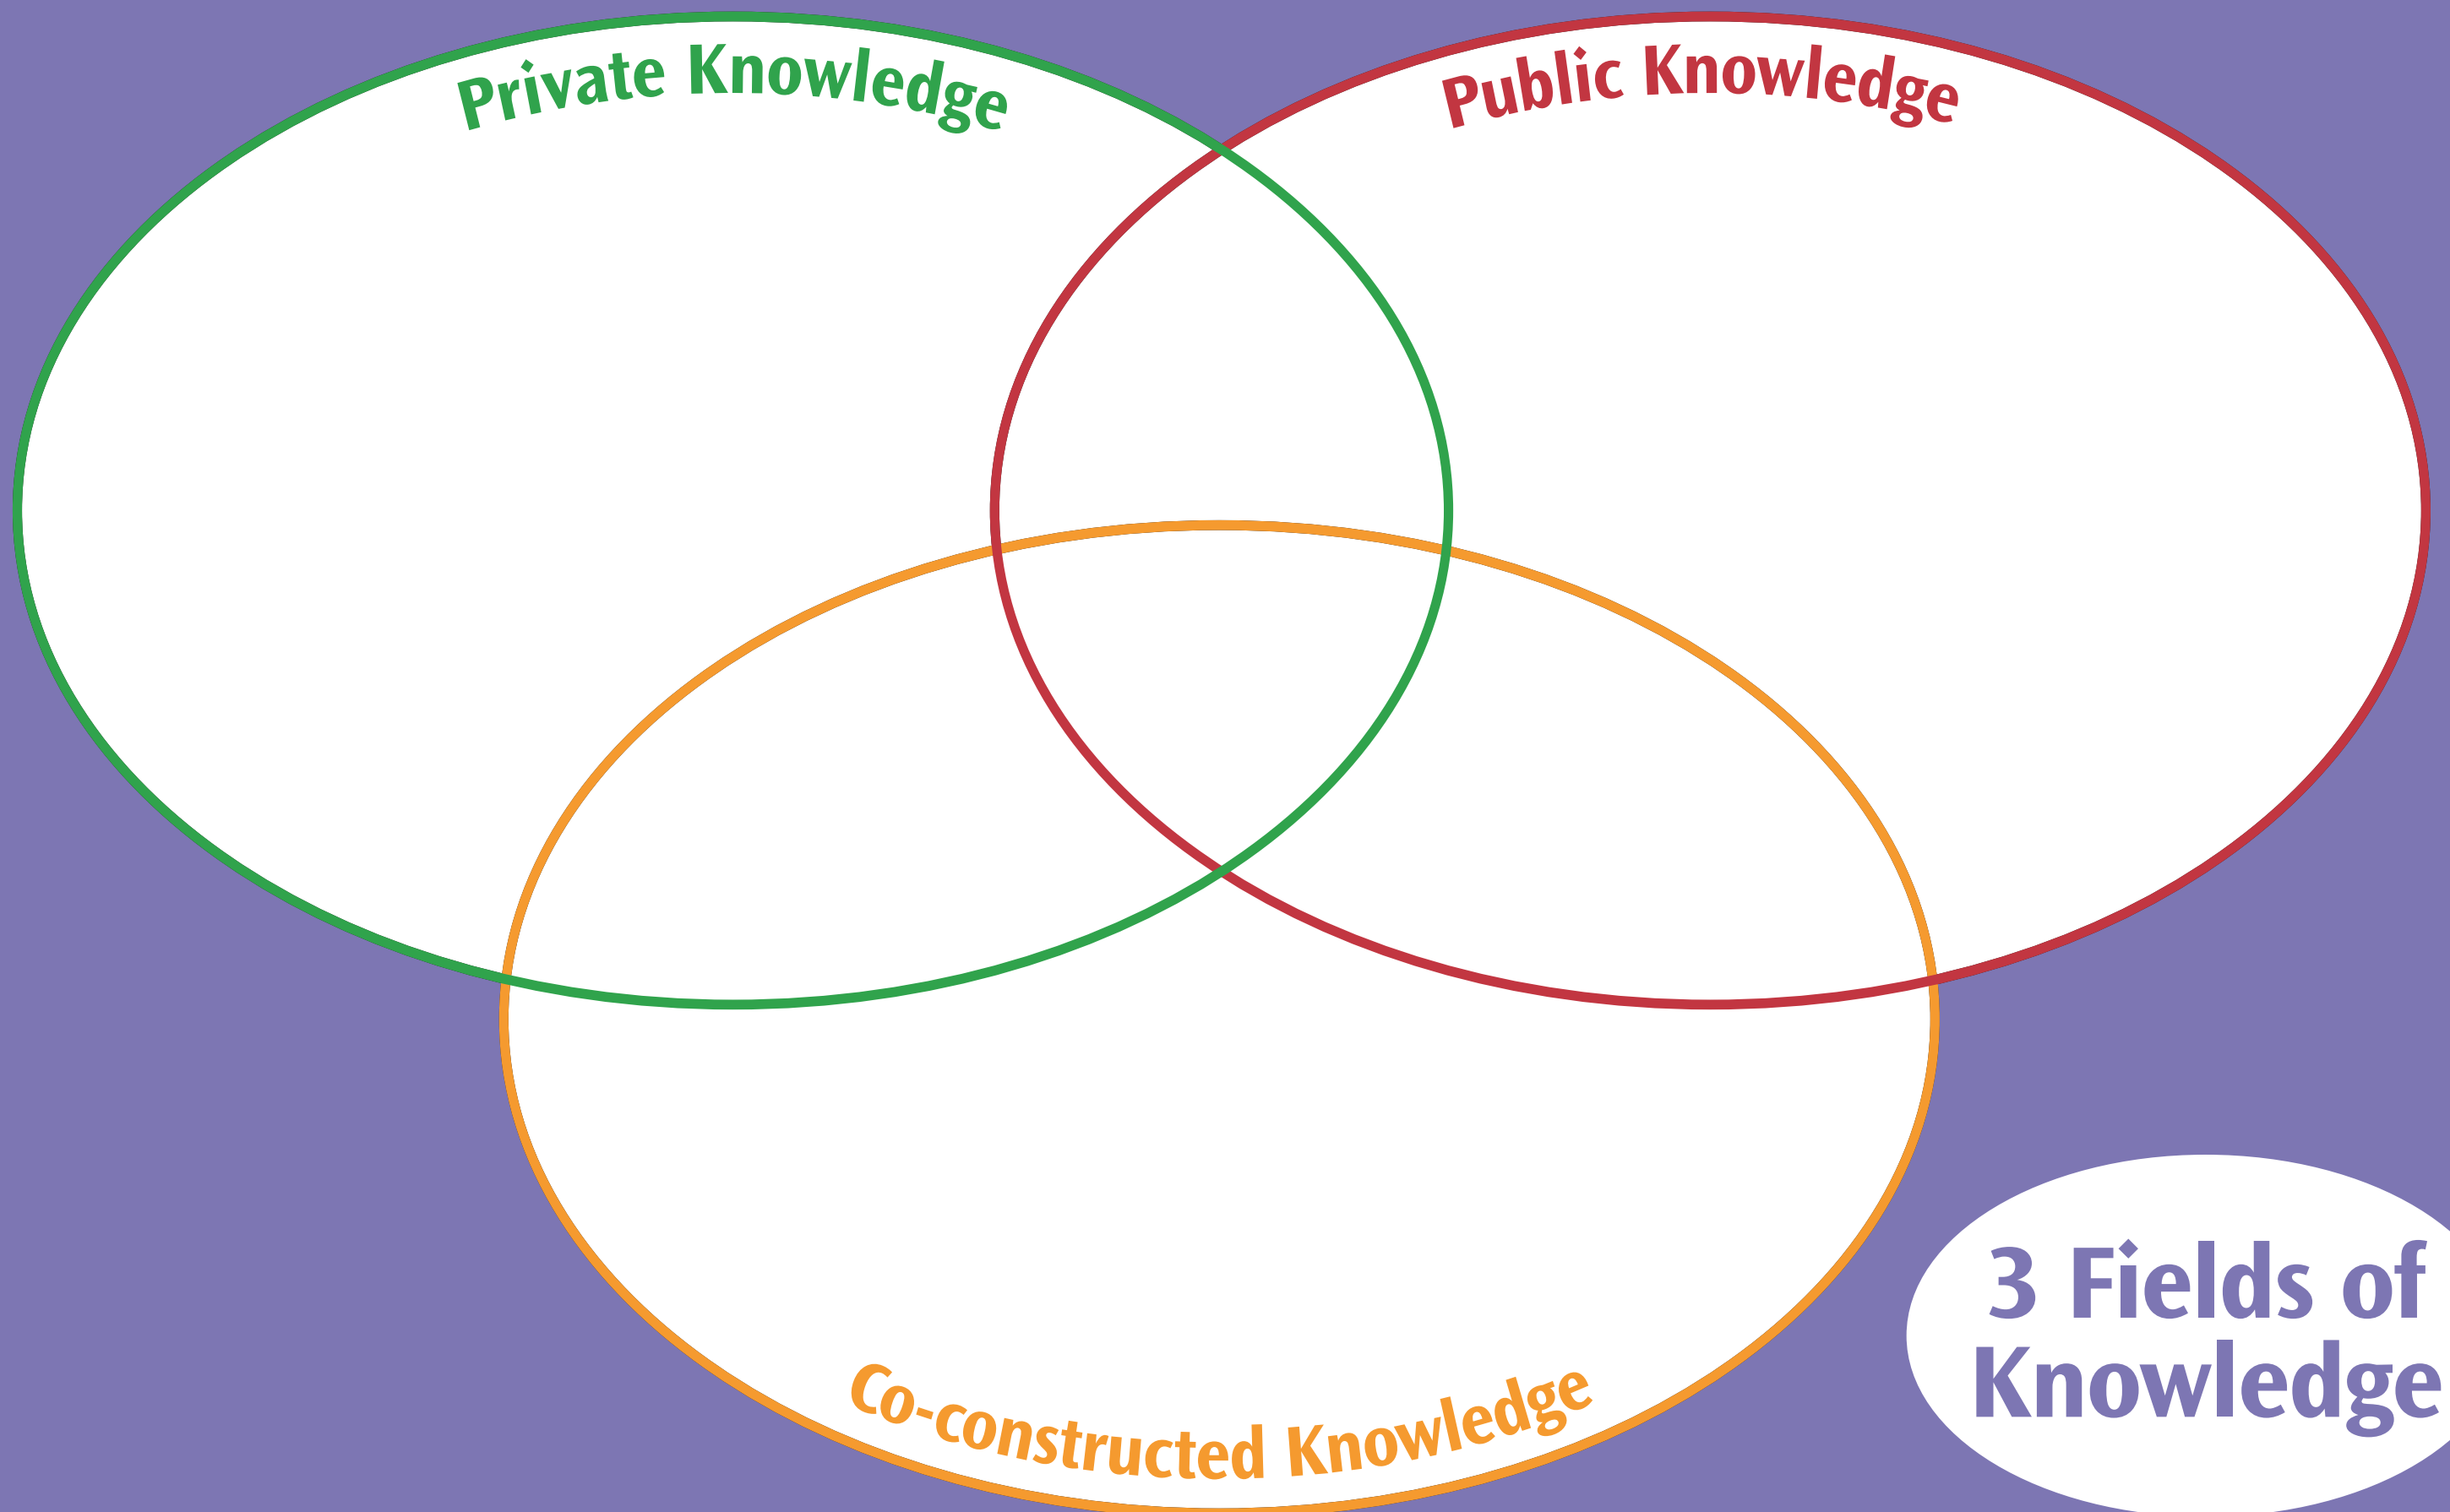 Private Knowledge
Public Knowledge
Co-constructed Knowledge
3 Fields of
Knowledge